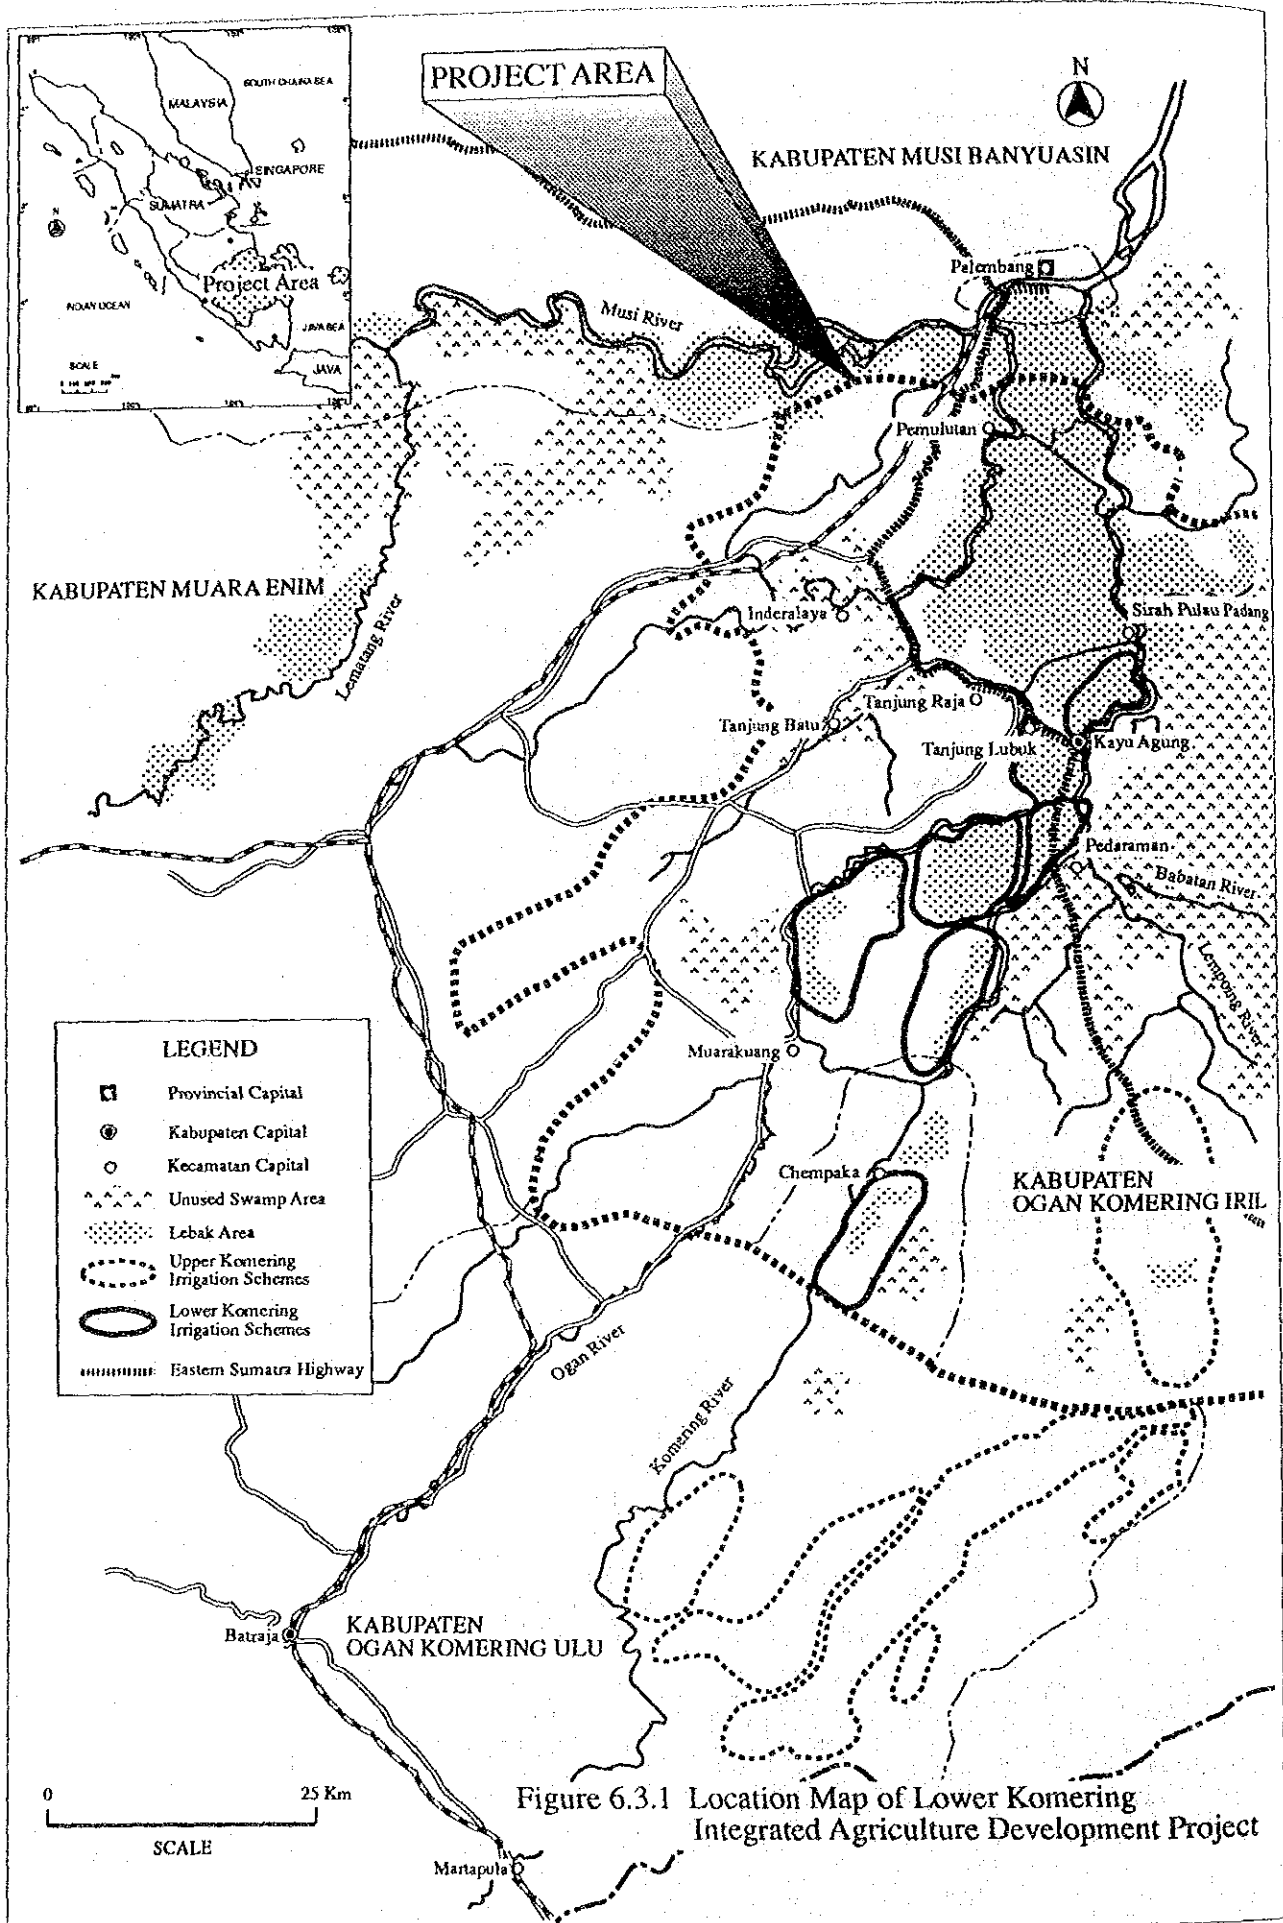 SOUTH CHAINA SEA
MALAYSIA
SINGAPORE
SUMATRA
N
Project Area
INDIAN OCEAN
JAVA SEA
JAVA
SCALE
PROJECT AREA
N
KABUPATEN MUSI BANYUASIN
Palembang
Musi River
Pemulutan
KABUPATEN MUARA ENIM
Lematang River
Inderalaya
Sirah Pulau Padang
Tanjung Raja
Tanjung Batu
Tanjung Lubuk
Kayu Agung
Pedaraman
Babatan River
Lempoing River
Muarakuang
Chempaka
KABUPATEN
OGAN KOMERING IRIL
LEGEND
Provincial Capital
Kabupaten Capital
Kecamatan Capital
Unused Swamp Area
Lebak Area
Upper Komering
Irrigation Schemes
Lower Komering
Irrigation Schemes
Eastern Sumatra Highway
Ogan River
Komering River
Batraja
KABUPATEN
OGAN KOMERING ULU
0 25 Km
SCALE
Martapula
Figure 6.3.1 Location Map of Lower Komering
Integrated Agriculture Development Project